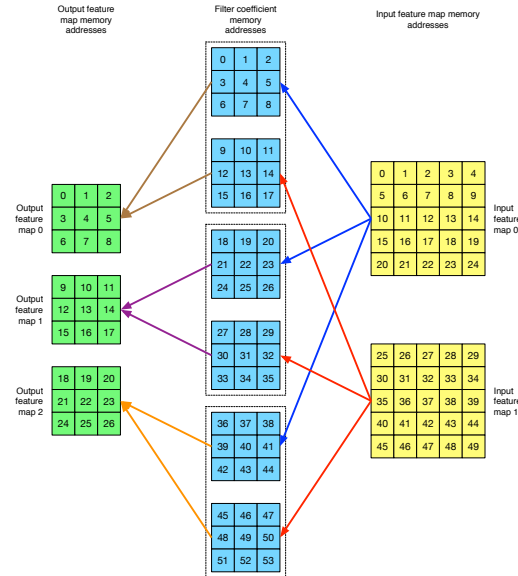 Output feature
map memory
addresses
Filter coefficient
memory
addresses
Input feature map memory
addresses
0 1 2
3 4 5
6 7 8
9 10 11
12 13 14
15 16 17
Output
feature
map 0
0 1 2
3 4 5
6 7 8
0 1 2 3 4
5 6 7 8 9
10 11 12 13 14
15 16 17 18 19
20 21 22 23 24
Input
feature
map 0
18 19 20
21 22 23
24 25 26
Output
feature
map 1
9 10 11
12 13 14
15 16 17
27 28 29
30 31 32
33 34 35
Output
feature
map 2
18 19 20
21 22 23
24 25 26
25 26 27 28 29
30 31 32 33 34
35 36 37 38 39
40 41 42 43 44
45 46 47 48 49
Input
feature
map 1
36 37 38
39 40 41
42 43 44
45 46 47
48 49 50
51 52 53